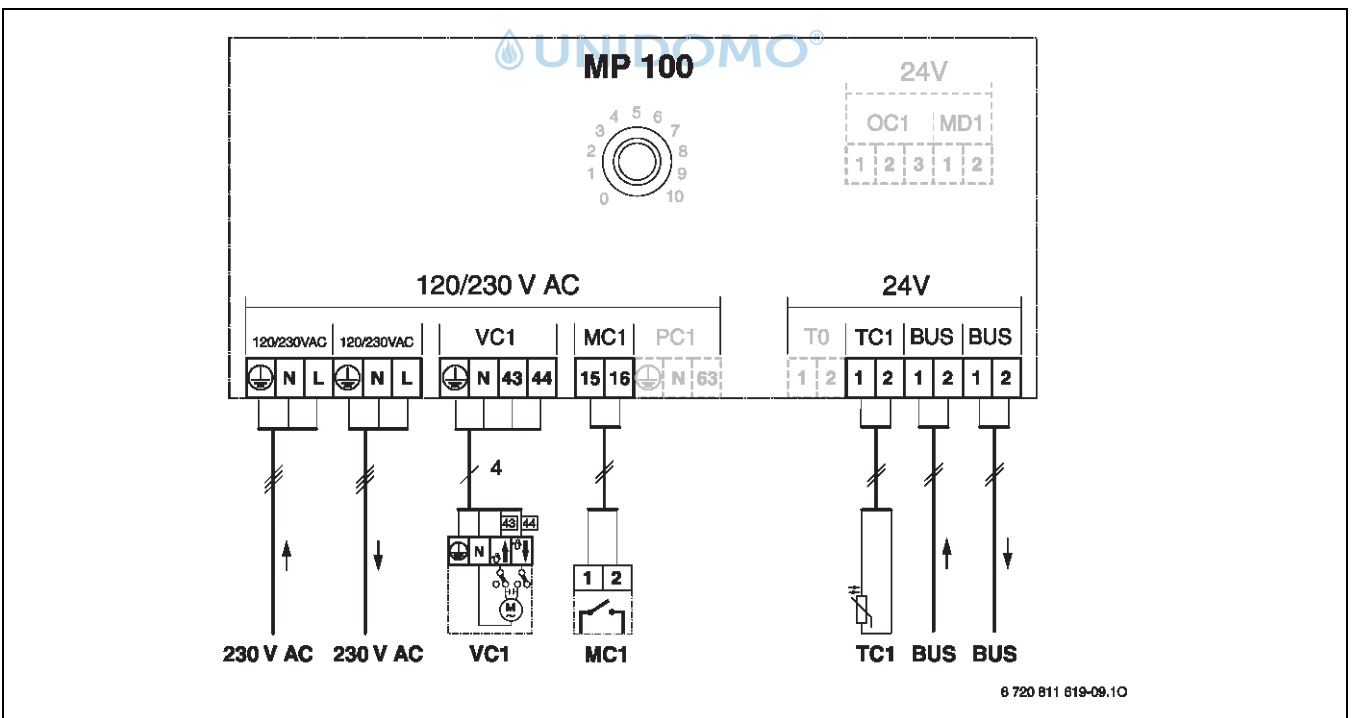 UNIDOMO®
MP 100
24V
OC1 MD1
1 2 3 1 2
0 1 2 3 4 5 6 7 8 9 10
120/230 V AC
24V
120/230VAC 120/230VAC VC1 MC1 PC1 T0 TC1 BUS BUS
N L N L N 43 44 15 16 N 63 1 2 1 2 1 2 1 2
4
43 44
N
M
~
1 2
230 V AC 230 V AC VC1 MC1 TC1 BUS BUS
6 720 811 619-09.1O